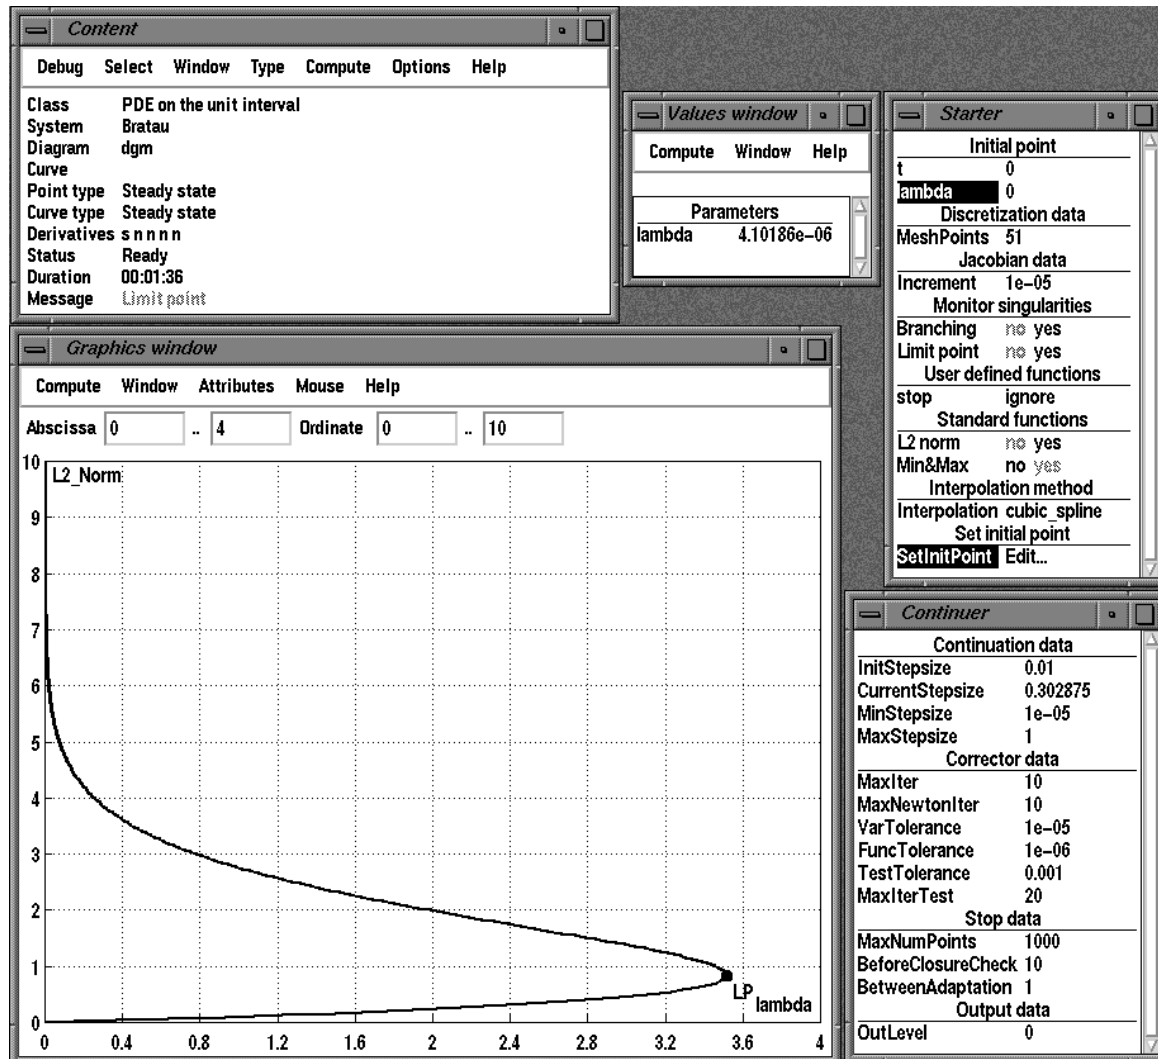 Content
Debug Select Window Type Compute Options Help
Class PDE on the unit interval
System Bratau
Diagram dgm
Curve
Point type Steady state
Curve type Steady state
Derivatives s n n n n
Status Ready
Duration 00:01:36
Message Limit point
Values window
Compute Window Help
Parameters
lambda 4.10186e-06
Starter
Initial point
t 0
lambda 0
Discretization data
MeshPoints 51
Jacobian data
Increment 1e-05
Monitor singularities
Branching no yes
Limit point no yes
User defined functions
stop ignore
Standard functions
L2 norm no yes
Min&Max no yes
Interpolation method
Interpolation cubic_spline
Set initial point
SetInitPoint Edit...
Graphics window
Compute Window Attributes Mouse Help
Abscissa 0 .. 4 Ordinate 0 .. 10
10
L2_Norm
9
8
7
6
5
4
3
2
1
LP
lambda
0
0 0.4 0.8 1.2 1.6 2 2.4 2.8 3.2 3.6 4
Continuer
Continuation data
InitStepsize 0.01
CurrentStepsize 0.302875
MinStepsize 1e-05
MaxStepsize 1
Corrector data
MaxIter 10
MaxNewtonIter 10
VarTolerance 1e-05
FuncTolerance 1e-06
TestTolerance 0.001
MaxIterTest 20
Stop data
MaxNumPoints 1000
BeforeClosureCheck 10
BetweenAdaptation 1
Output data
OutLevel 0